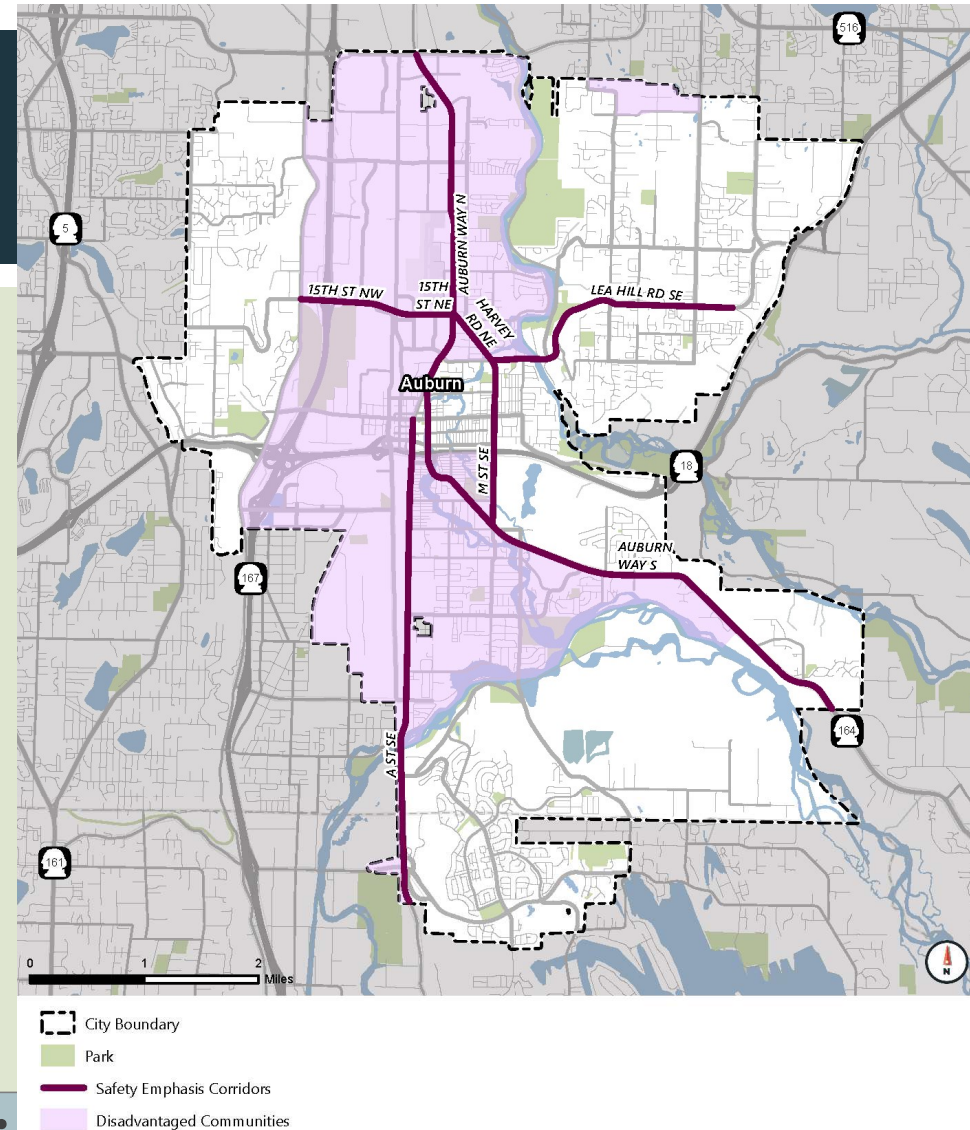 516
5
AUBURN WAY N
15TH ST NW
15TH
ST NE
HARVEY
RD NE
LEA HILL RD SE
Auburn
M ST SE
18
AUBURN
WAY S
167
A ST SE
164
161
0 1 2
Miles
N
City Boundary
Park
Safety Emphasis Corridors
Disadvantaged Communities